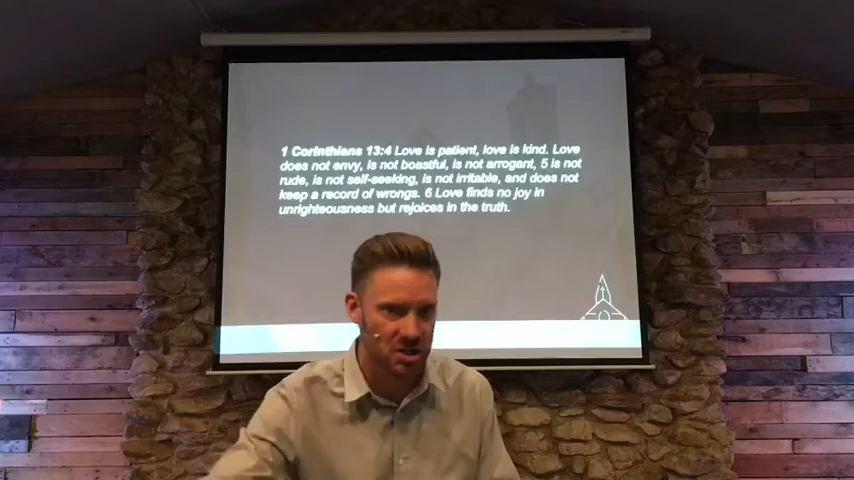 1 Corinthians 13:4 Love is patient, love is kind. Love
does not envy, is not boastful, is not arrogant, 5 is not
rude, is not self-seeking, is not irritable, and does not
keep a record of wrongs. 6 Love finds no joy in
unrighteousness but rejoices in the truth.